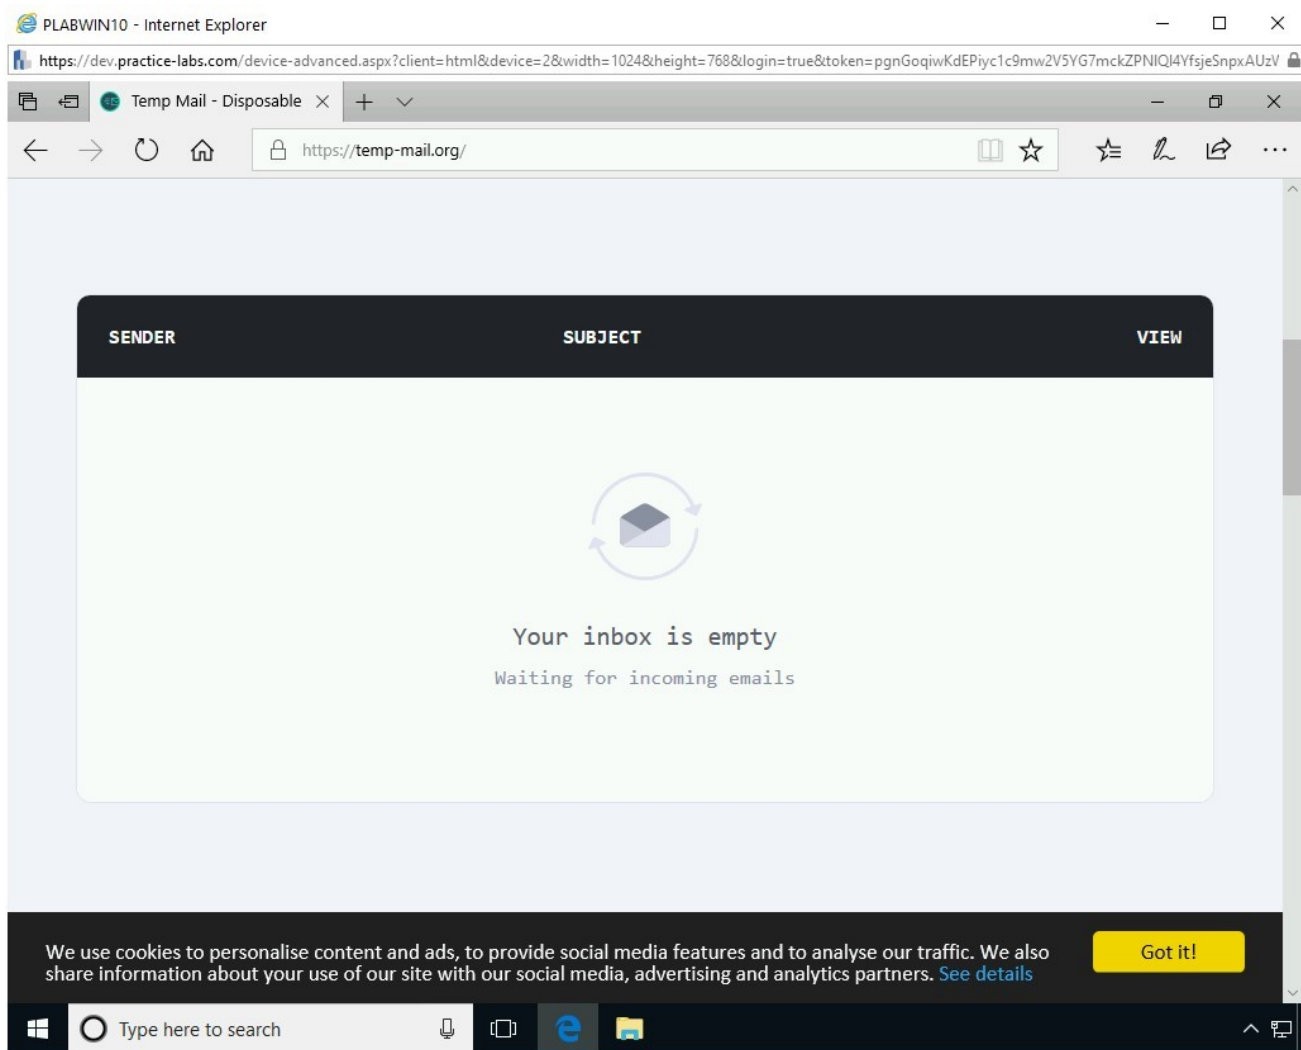 PLABWIN10 - Internet Explorer
https://dev.practice-labs.com/device-advanced.aspx?client=html&device=2&width=1024&height=768&login=true&token=pgnGoqiwKdEPiyc1c9mw2V5YG7mckZPNIQI4YfsjeSnpxAUzV
Temp Mail - Disposable
https://temp-mail.org/
SENDER SUBJECT VIEW
Your inbox is empty
Waiting for incoming emails
We use cookies to personalise content and ads, to provide social media features and to analyse our traffic. We also
share information about your use of our site with our social media, advertising and analytics partners. See details
Got it!
Type here to search